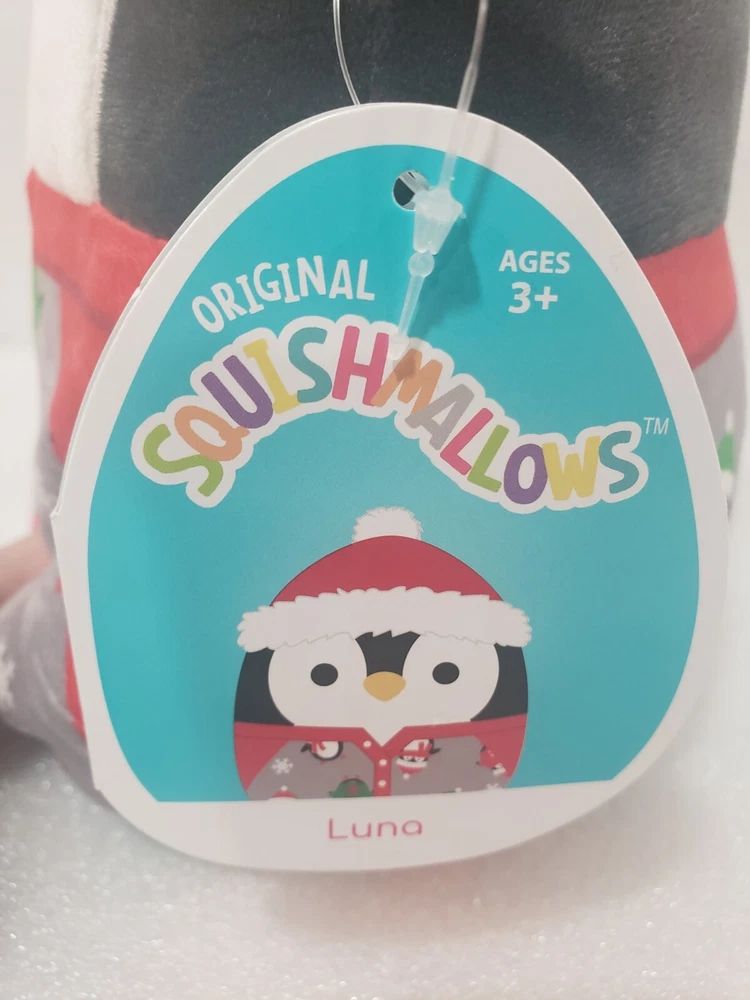 ORIGINAL
AGES
3+
SQUISHMALLOWS™
Luna